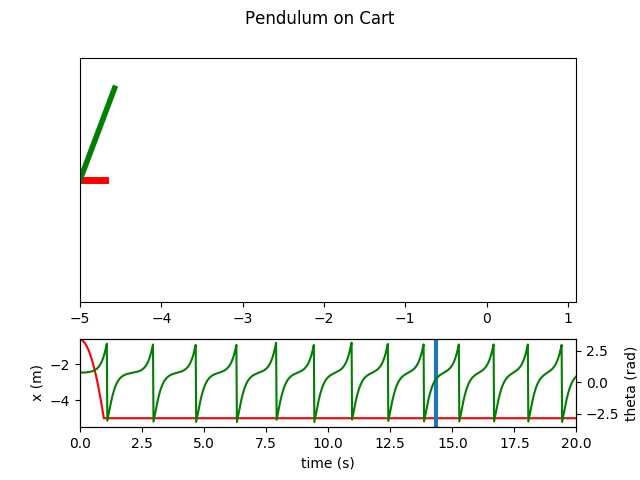 Pendulum on Cart
−5 −4 −3 −2 −1 0 1
−2
−4
x (m)
2.5
0.0
−2.5
theta (rad)
0.0 2.5 5.0 7.5 10.0 12.5 15.0 17.5 20.0
time (s)